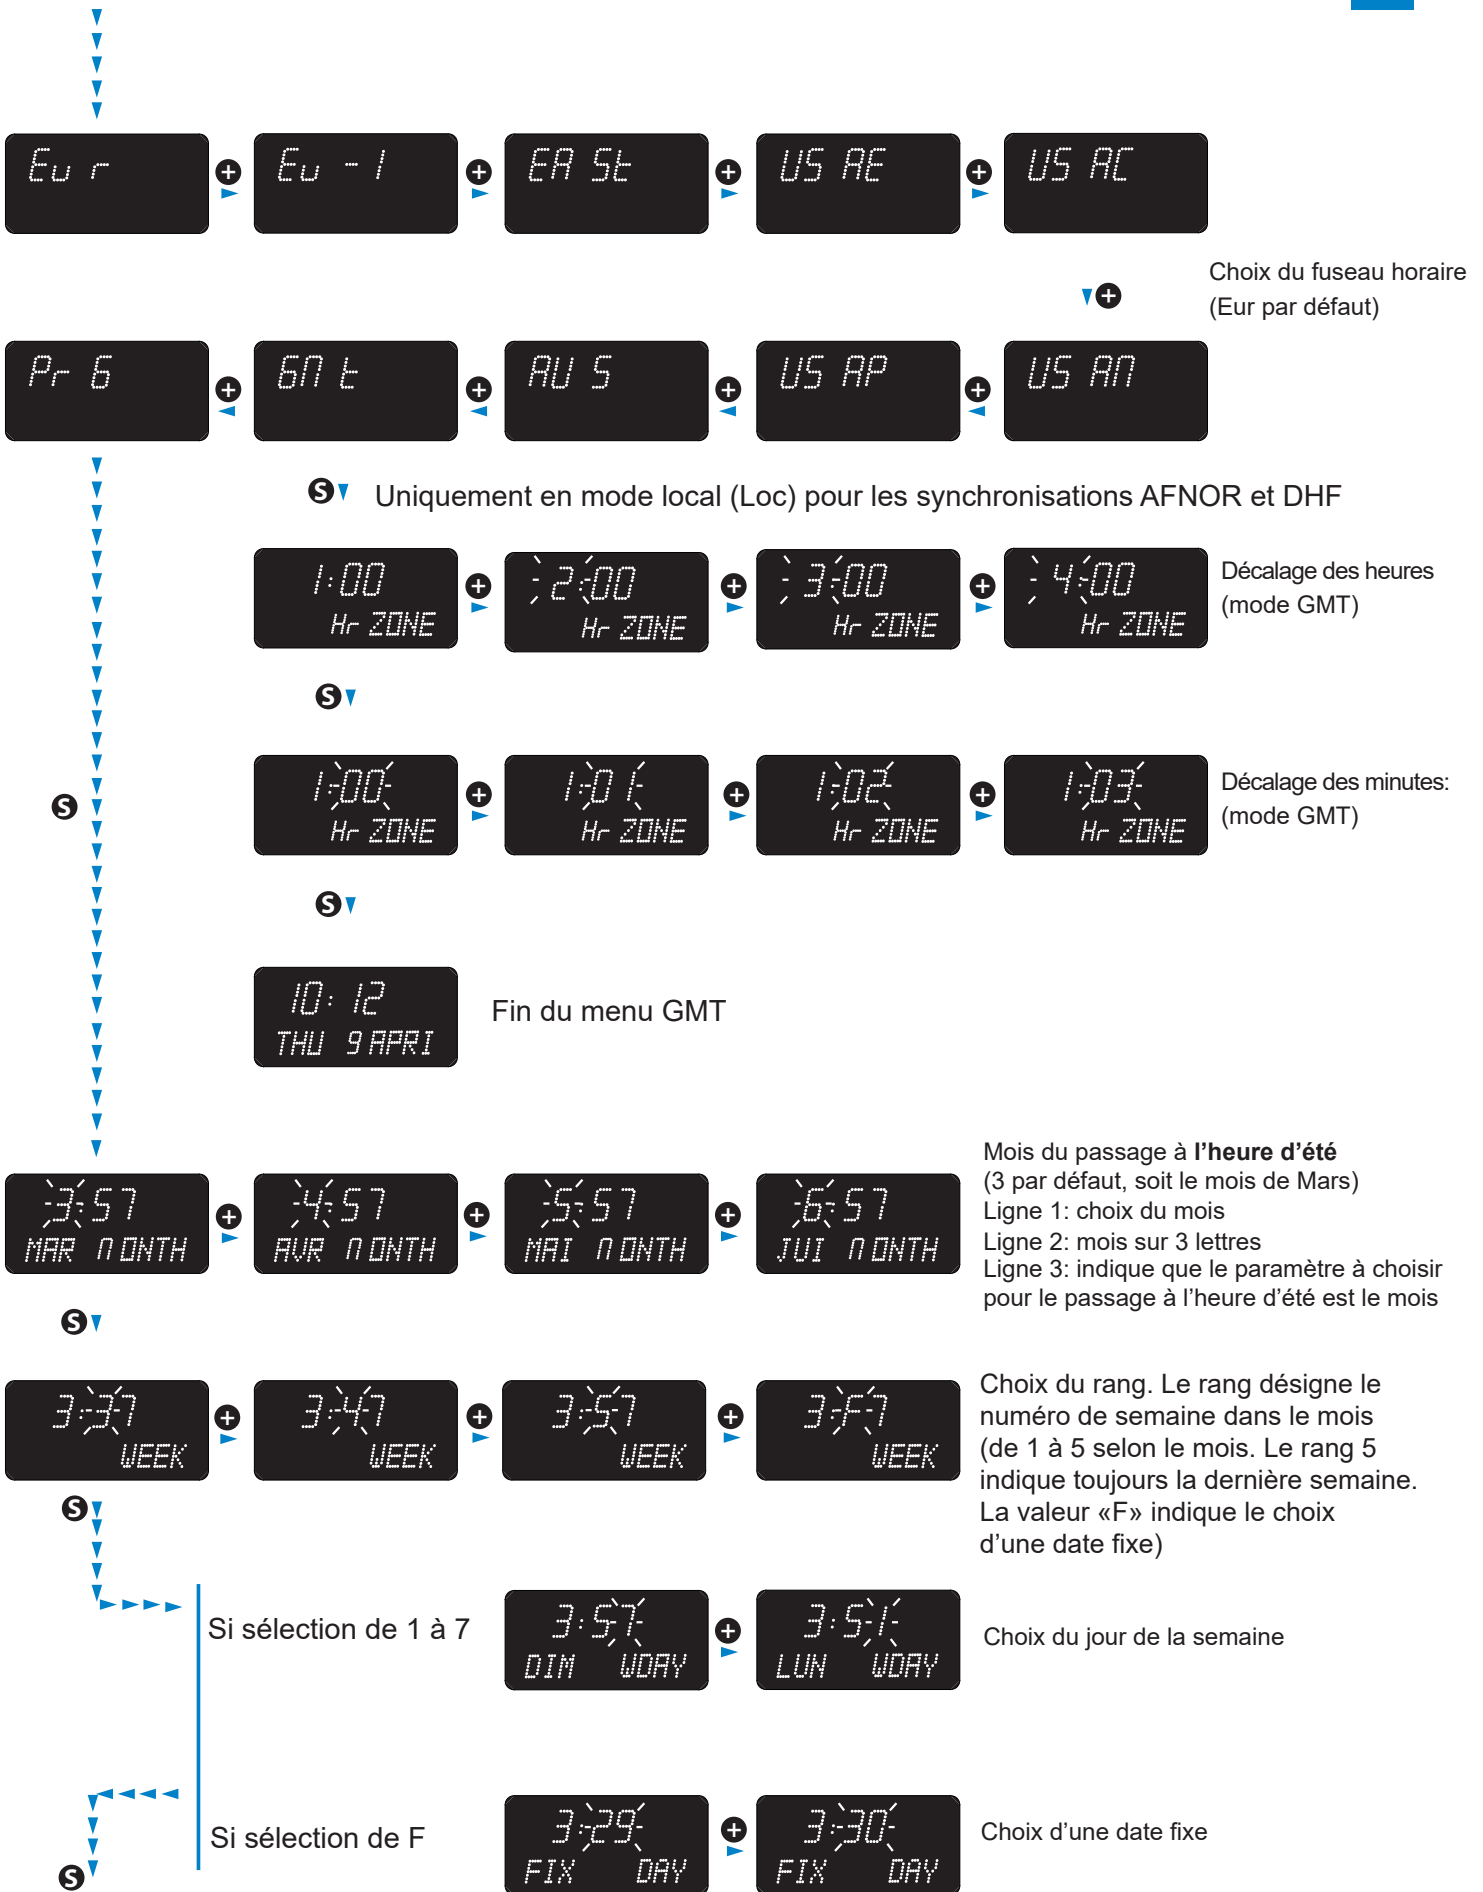 Eu r
Eu -1
EA St
US AE
US AC
Choix du fuseau horaire
(Eur par défaut)
Pr G
GM t
AU S
US AP
US AM
S Uniquement en mode local (Loc) pour les synchronisations AFNOR et DHF
1:00
Hr ZONE
2:00
Hr ZONE
3:00
Hr ZONE
4:00
Hr ZONE
Décalage des heures
(mode GMT)
S
S
1:00
Hr ZONE
1:01
Hr ZONE
1:02
Hr ZONE
1:03
Hr ZONE
Décalage des minutes:
(mode GMT)
S
10:12
THU 9 APRI
Fin du menu GMT
3:57
MAR MONTH
4:57
AVR MONTH
5:57
MAI MONTH
6:57
JUI MONTH
Mois du passage à l’heure d’été
(3 par défaut, soit le mois de Mars)
Ligne 1: choix du mois
Ligne 2: mois sur 3 lettres
Ligne 3: indique que le paramètre à choisir
pour le passage à l’heure d’été est le mois
S
3:37
WEEK
3:47
WEEK
3:57
WEEK
3:F7
WEEK
Choix du rang. Le rang désigne le
numéro de semaine dans le mois
(de 1 à 5 selon le mois. Le rang 5
indique toujours la dernière semaine.
La valeur «F» indique le choix
d’une date fixe)
S
Si sélection de 1 à 7
3:57
DIM WDAY
3:51
LUN WDAY
Choix du jour de la semaine
Si sélection de F
3:29
FIX DAY
3:30
FIX DAY
Choix d’une date fixe
S